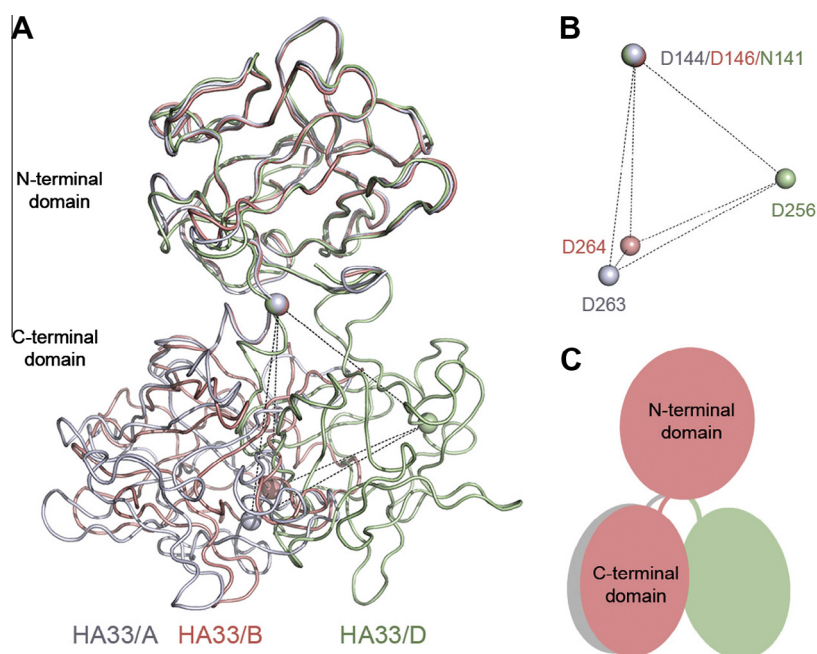 A
N-terminal
domain
C-terminal
domain
HA33/A HA33/B HA33/D
B
D144/D146/N141
D256
D264
D263
C
N-terminal
domain
C-terminal
domain